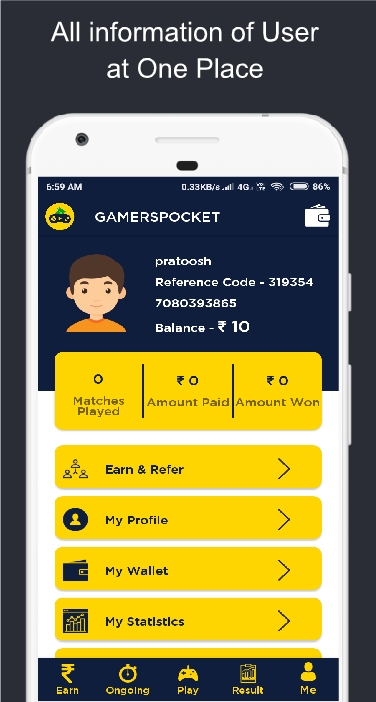 All information of User
at One Place
6:59 AM
0.33KB/s 4G 86%
GAMERSPOCKET
pratoosh
Reference Code - 319354
7080393865
Balance - ₹ 10
0 ₹ 0 ₹ 0
Matches Played Amount Paid Amount Won
Earn & Refer
My Profile
My Wallet
My Statistics
Earn Ongoing Play Result Me